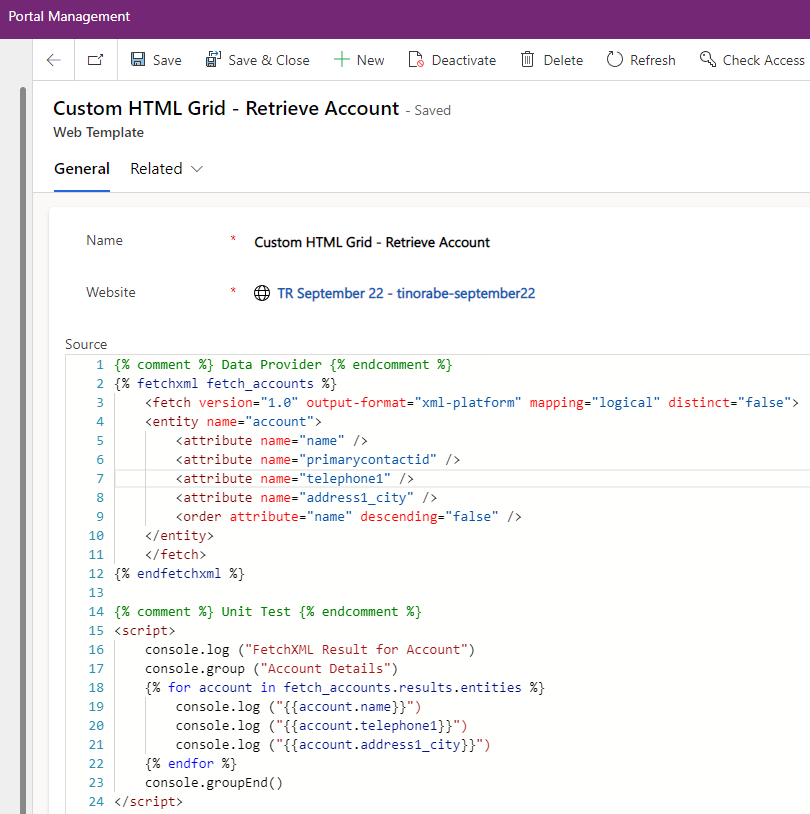 Portal Management
Save
Save & Close
New
Deactivate
Delete
Refresh
Check Access
Custom HTML Grid - Retrieve Account - Saved
Web Template
General
Related
Name * Custom HTML Grid - Retrieve Account
Website * TR September 22 - tinorabe-september22
Source
1 {% comment %} Data Provider {% endcomment %}
2 {% fetchxml fetch_accounts %}
3     <fetch version="1.0" output-format="xml-platform" mapping="logical" distinct="false">
4     <entity name="account">
5         <attribute name="name" />
6         <attribute name="primarycontactid" />
7         <attribute name="telephone1" />
8         <attribute name="address1_city" />
9         <order attribute="name" descending="false" />
10     </entity>
11     </fetch>
12 {% endfetchxml %}
13
14 {% comment %} Unit Test {% endcomment %}
15 <script>
16     console.log ("FetchXML Result for Account")
17     console.group ("Account Details")
18     {% for account in fetch_accounts.results.entities %}
19         console.log ("{{account.name}}")
20         console.log ("{{account.telephone1}}")
21         console.log ("{{account.address1_city}}")
22     {% endfor %}
23     console.groupEnd()
24 </script>